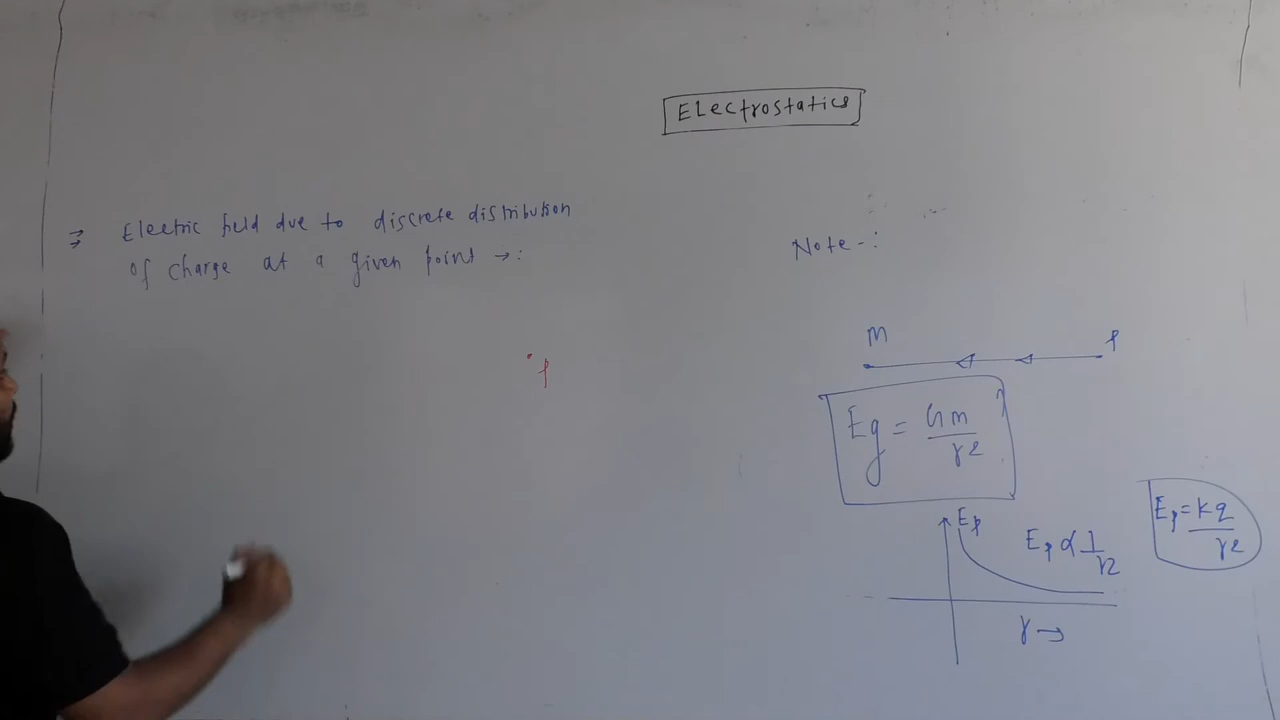 Electrostatics
⇒ Electric field due to discrete distribution
of charge at a given point →:
P
Note -:
M P
Eg = Gm/r2
Ep
Ep ∝ 1/r2
r →
Ep = kq/r2